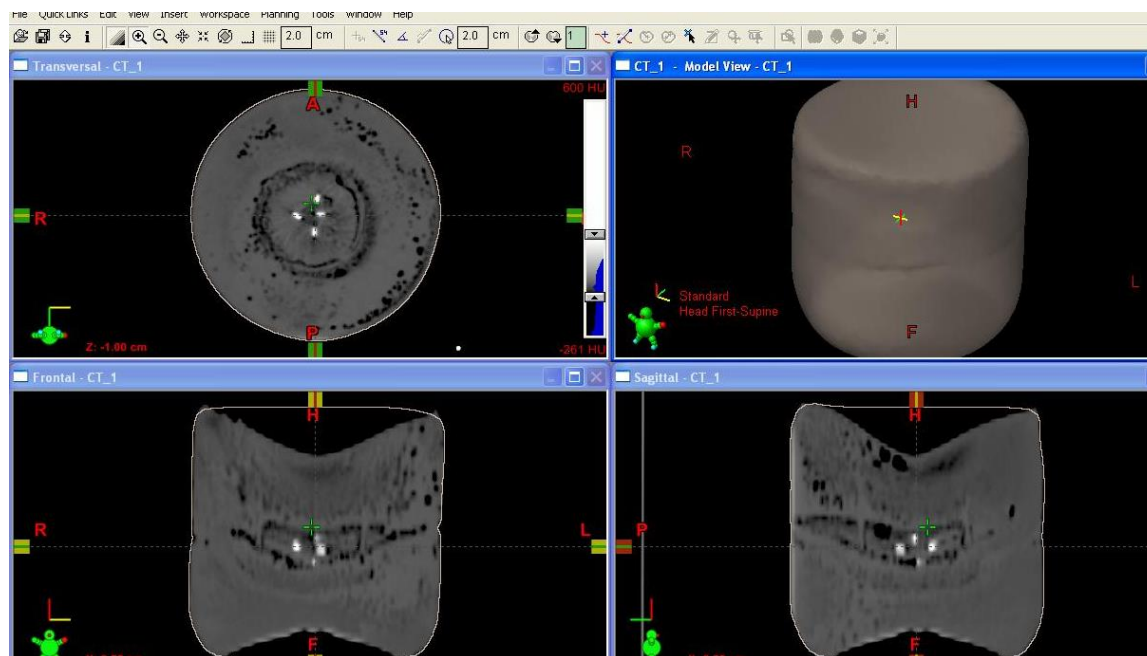 File Quick Links Edit View Insert Workspace Planning Tools Window Help
2.0 cm 2.0 cm 1
Transversal - CT_1
600 HU
A
R
P
Z: -1.00 cm
-261 HU
CT_1 - Model View - CT_1
H
R
L
Standard
Head First-Supine
F
Frontal - CT_1
H
R
L
F
Sagittal - CT_1
H
P
F